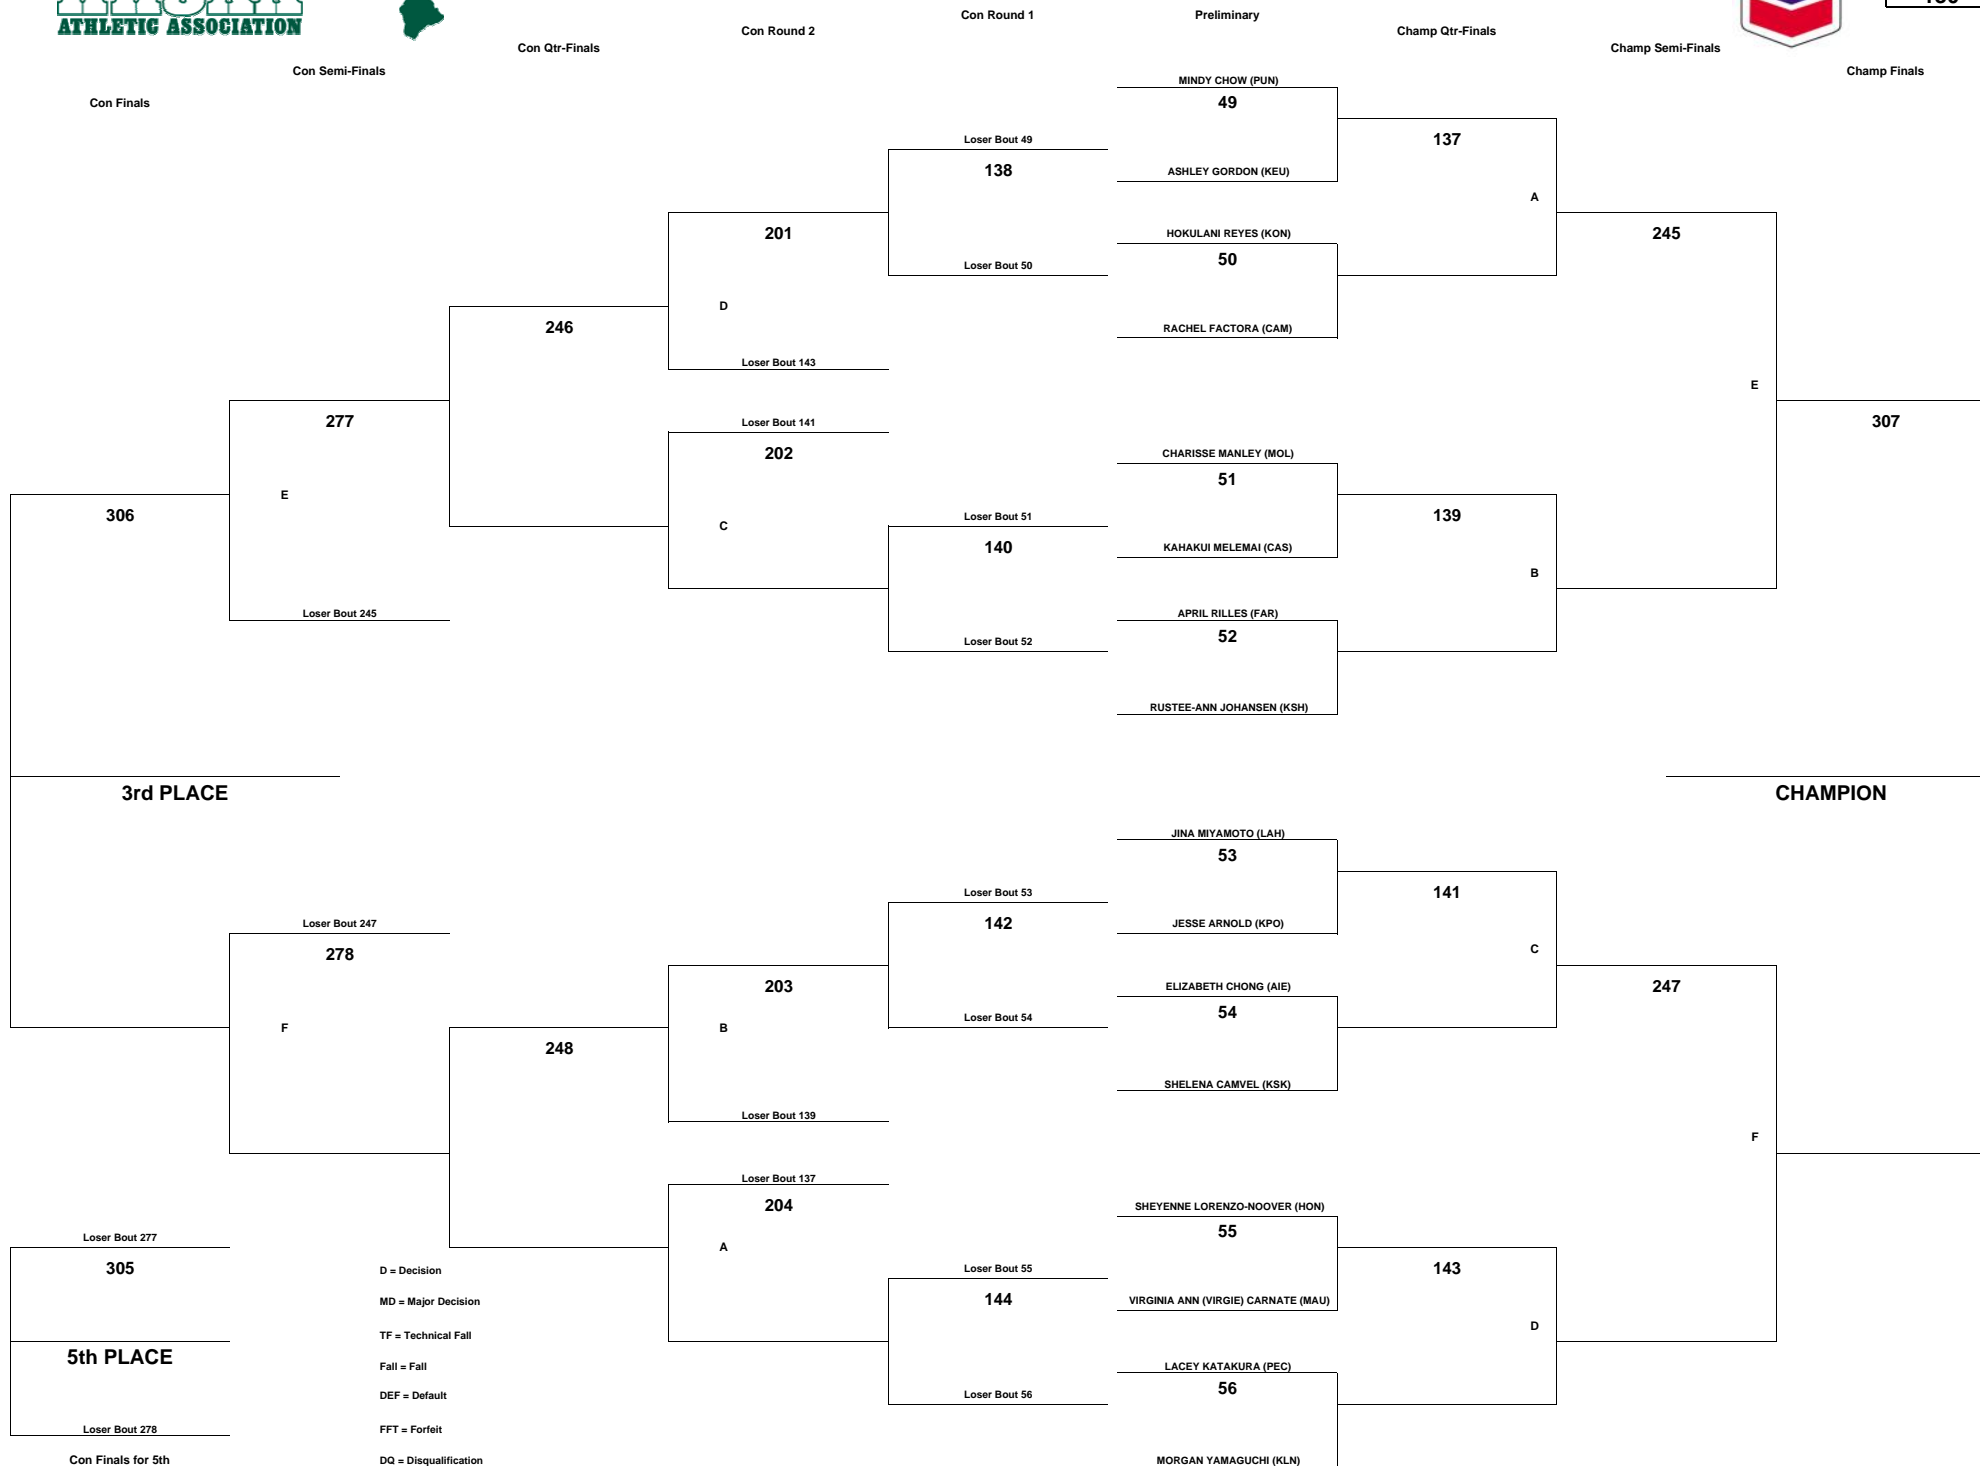 ATHLETIC ASSOCIATION
Con Round 1
Preliminary
Con Round 2
Champ Qtr-Finals
Con Qtr-Finals
Champ Semi-Finals
Con Semi-Finals
Champ Finals
Con Finals
MINDY CHOW (PUN)
49
Loser Bout 49
137
138
ASHLEY GORDON (KEU)
A
201
HOKULANI REYES (KON)
245
50
Loser Bout 50
D
246
RACHEL FACTORA (CAM)
Loser Bout 143
E
277
Loser Bout 141
307
202
CHARISSE MANLEY (MOL)
51
E
306
Loser Bout 51
139
C
140
KAHAKUI MELEMAI (CAS)
B
Loser Bout 245
APRIL RILLES (FAR)
52
Loser Bout 52
RUSTEE-ANN JOHANSEN (KSH)
3rd PLACE
CHAMPION
JINA MIYAMOTO (LAH)
53
Loser Bout 53
141
Loser Bout 247
142
JESSE ARNOLD (KPO)
278
C
203
ELIZABETH CHONG (AIE)
247
54
Loser Bout 54
F
B
248
SHELENA CAMVEL (KSK)
Loser Bout 139
F
Loser Bout 137
204
SHEYENNE LORENZO-NOOVER (HON)
55
Loser Bout 277
A
305
D = Decision
Loser Bout 55
143
MD = Major Decision
144
VIRGINIA ANN (VIRGIE) CARNATE (MAU)
D
TF = Technical Fall
5th PLACE
Fall = Fall
LACEY KATAKURA (PEC)
56
DEF = Default
Loser Bout 56
Loser Bout 278
FFT = Forfeit
Con Finals for 5th
DQ = Disqualification
MORGAN YAMAGUCHI (KLN)